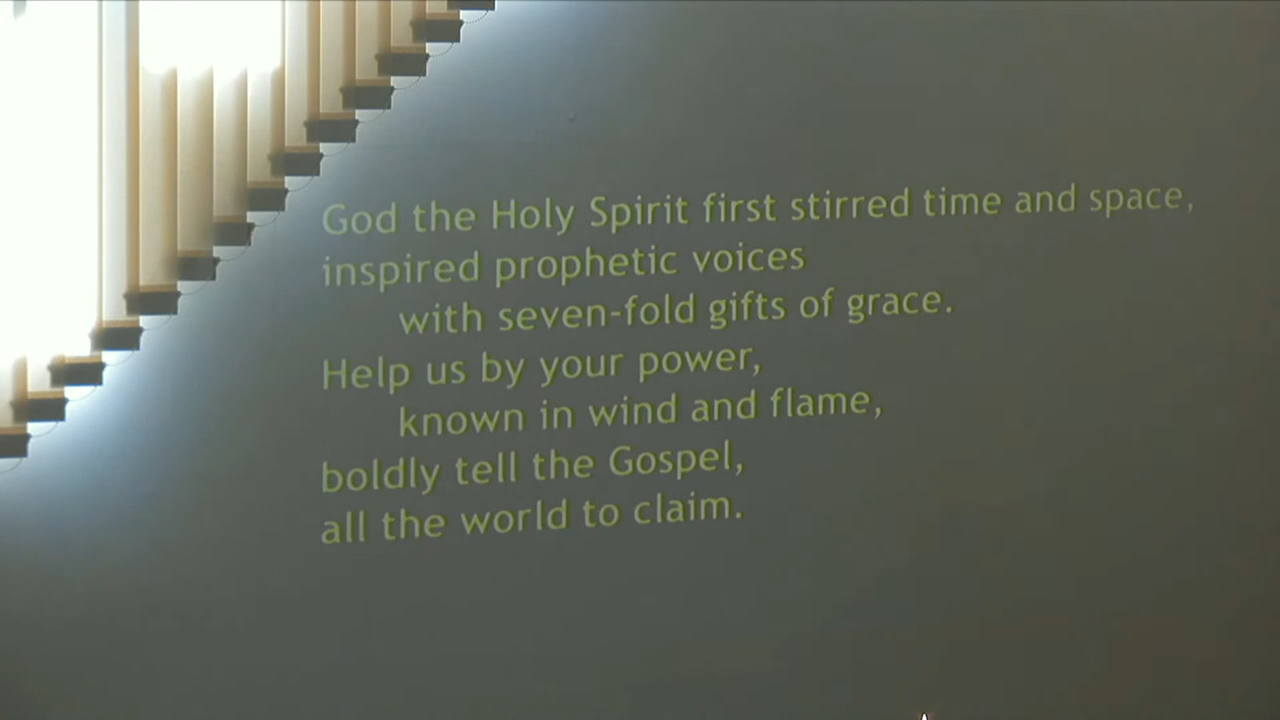 God the Holy Spirit first stirred time and space,
inspired prophetic voices
with seven-fold gifts of grace.
Help us by your power,
known in wind and flame,
boldly tell the Gospel,
all the world to claim.